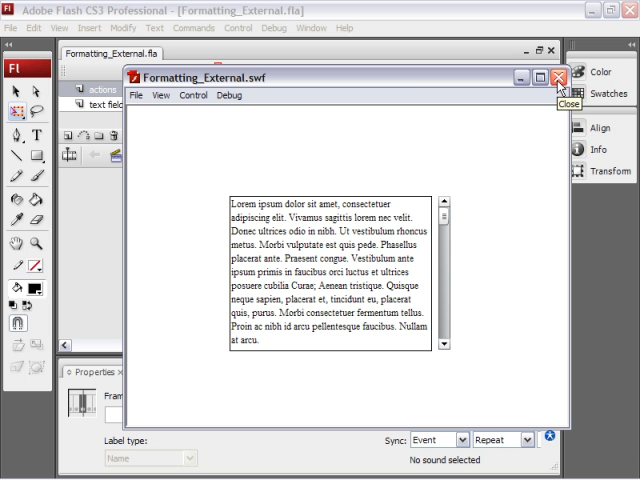 Adobe Flash CS3 Professional - [Formatting_External.fla]
File Edit View Insert Modify Text Commands Control Debug Window Help
Formatting_External.fla
Fl
actions
text field
Formatting_External.swf
File View Control Debug
Close
Color
Swatches
Align
Info
Transform
Lorem ipsum dolor sit amet, consectetuer
adipiscing elit. Vivamus sagittis lorem nec velit.
Donec ultrices odio in nibh. Ut vestibulum rhoncus
metus. Morbi vulputate est quis pede. Phasellus
placerat ante. Praesent congue. Vestibulum ante
ipsum primis in faucibus orci luctus et ultrices
posuere cubilia Curae; Aenean tristique. Quisque
neque sapien, placerat et, tincidunt eu, placerat
quis, purus. Morbi consectetuer fermentum tellus.
Proin ac nibh id arcu pellentesque faucibus. Nullam
at arcu.
Properties
Fram
Label type:
Name
Sync: Event Repeat
No sound selected